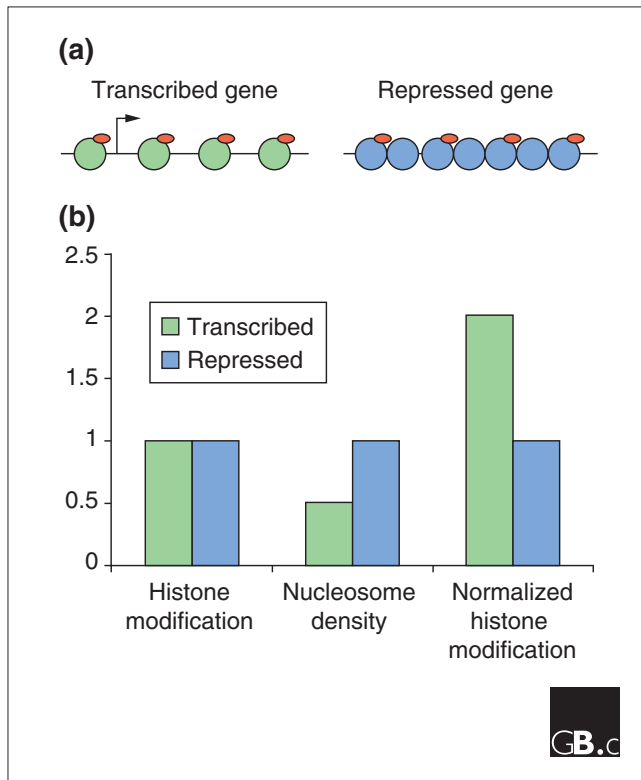 (a)
Transcribed gene
Repressed gene
(b)
2.5
2
1.5
1
0.5
0
Transcribed
Repressed
Histone
modification
Nucleosome
density
Normalized
histone
modification
GB.c